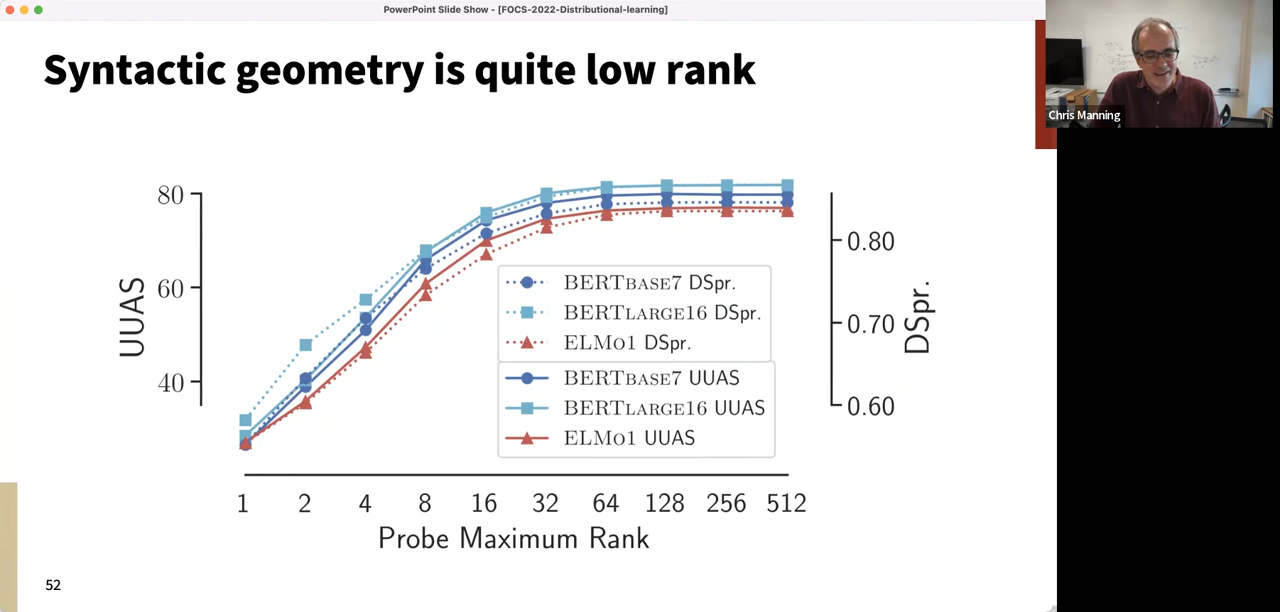 PowerPoint Slide Show - [FOCS-2022-Distributional-learning]
Syntactic geometry is quite low rank
Chris Manning
80
60
40
UUAS
BERTBASE7 DSpr.
BERTLARGE16 DSpr.
ELMO1 DSpr.
BERTBASE7 UUAS
BERTLARGE16 UUAS
ELMO1 UUAS
0.80
0.70
0.60
DSpr.
1 2 4 8 16 32 64 128 256 512
Probe Maximum Rank
52